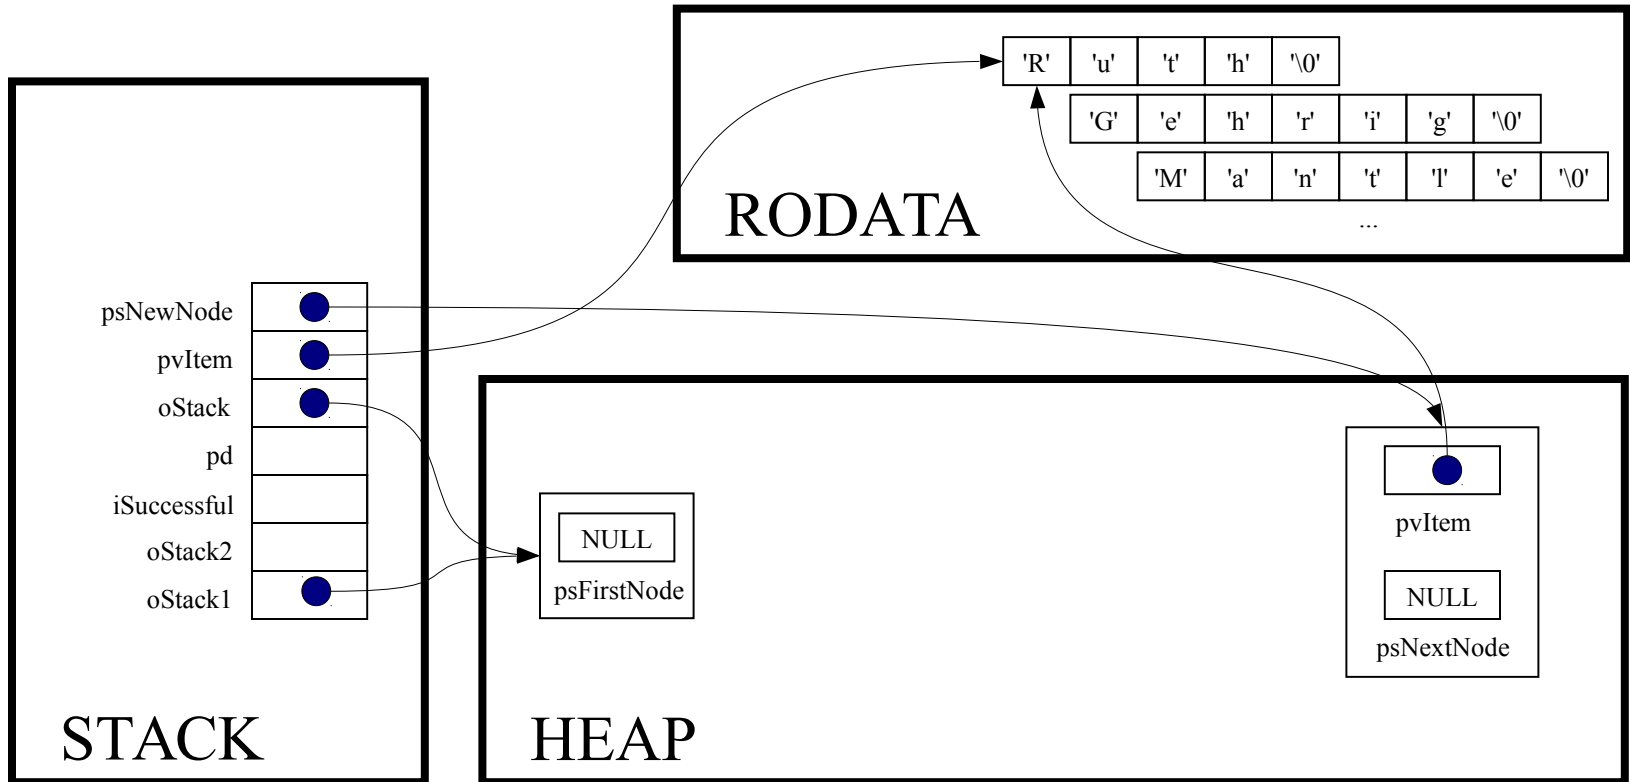 'R' 'u' 't' 'h' '\0'
'G' 'e' 'h' 'r' 'i' 'g' '\0'
'M' 'a' 'n' 't' 'l' 'e' '\0'
...
RODATA
psNewNode
pvItem
oStack
pd
iSuccessful
oStack2
oStack1
STACK
NULL
psFirstNode
pvItem
NULL
psNextNode
HEAP